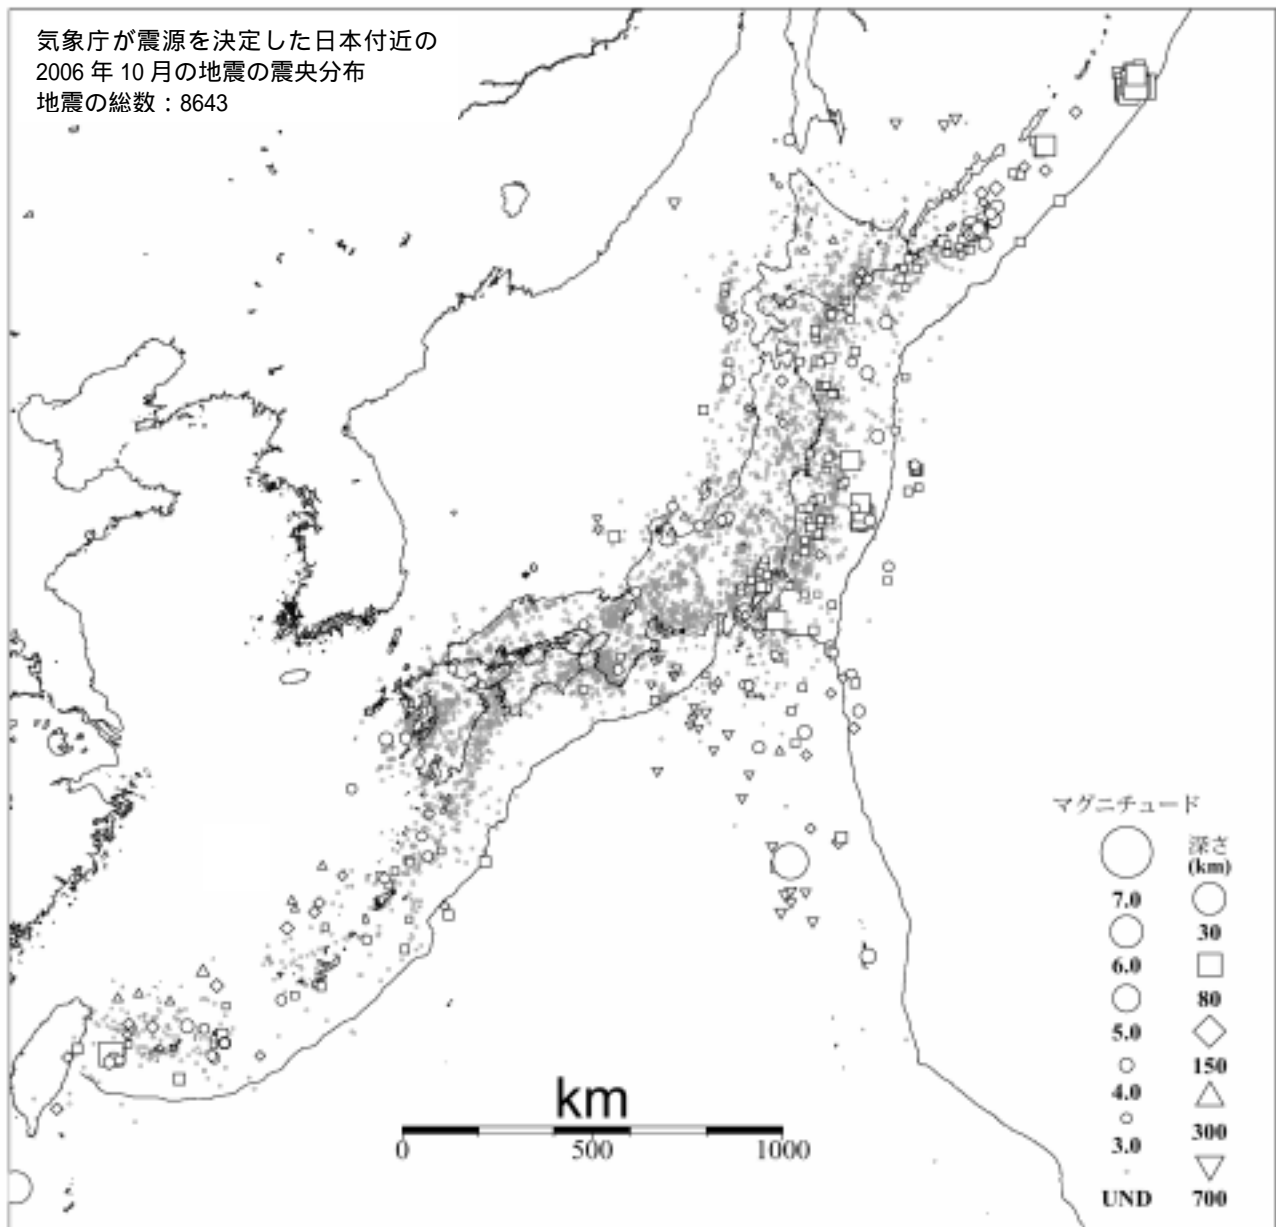 気象庁が震源を決定した日本付近の
2006 年 10 月の地震の震央分布
地震の総数：8643
マグニチュード
深さ
(km)
7.0
30
6.0
80
5.0
150
4.0
300
3.0
UND
700
km
0
500
1000